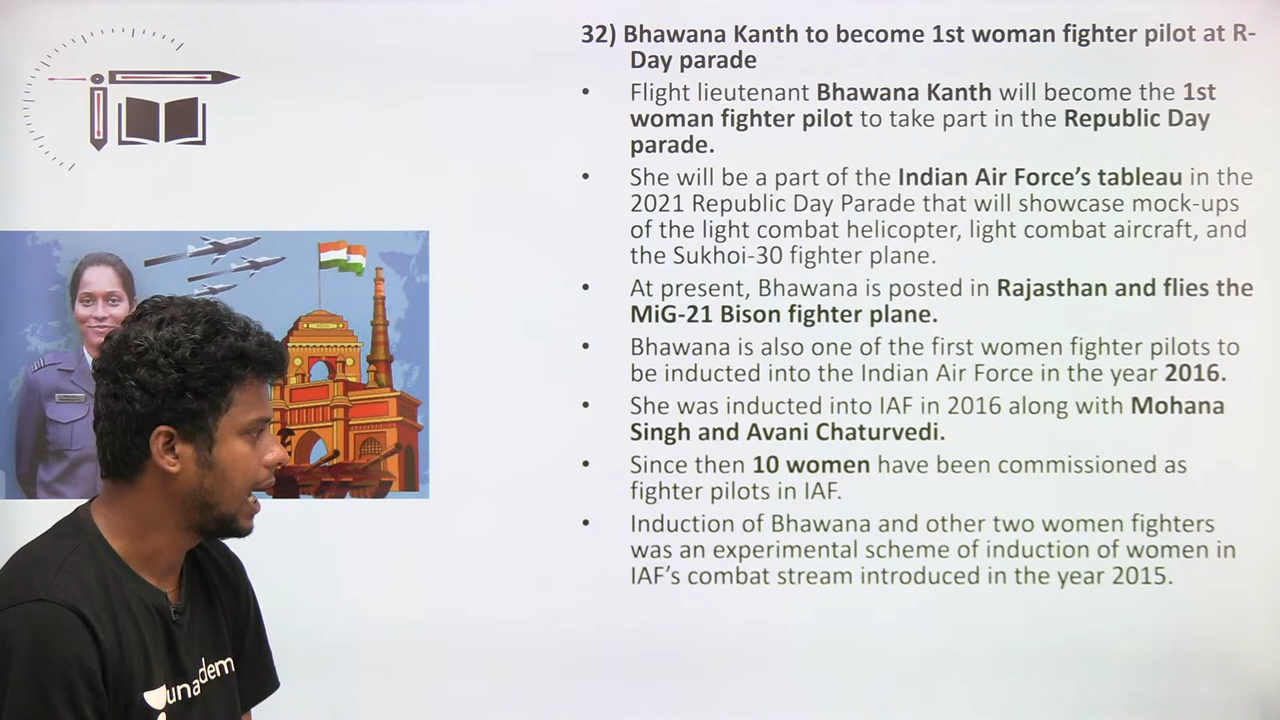 32) Bhawana Kanth to become 1st woman fighter pilot at R-
Day parade
• Flight lieutenant Bhawana Kanth will become the 1st
woman fighter pilot to take part in the Republic Day
parade.
• She will be a part of the Indian Air Force’s tableau in the
2021 Republic Day Parade that will showcase mock-ups
of the light combat helicopter, light combat aircraft, and
the Sukhoi-30 fighter plane.
• At present, Bhawana is posted in Rajasthan and flies the
MiG-21 Bison fighter plane.
• Bhawana is also one of the first women fighter pilots to
be inducted into the Indian Air Force in the year 2016.
• She was inducted into IAF in 2016 along with Mohana
Singh and Avani Chaturvedi.
• Since then 10 women have been commissioned as
fighter pilots in IAF.
• Induction of Bhawana and other two women fighters
was an experimental scheme of induction of women in
IAF’s combat stream introduced in the year 2015.
unacadem